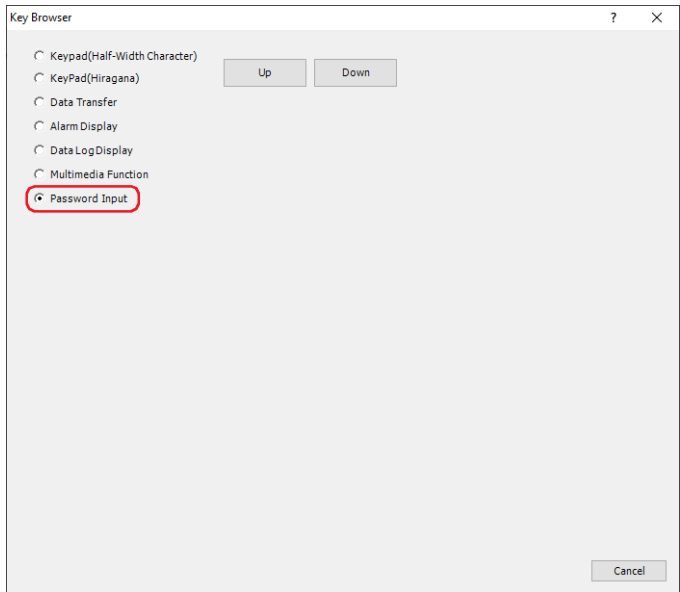 Key Browser
?
Keypad(Half-Width Character)
KeyPad(Hiragana)
Data Transfer
Alarm Display
Data Log Display
Multimedia Function
Password Input
Up
Down
Cancel